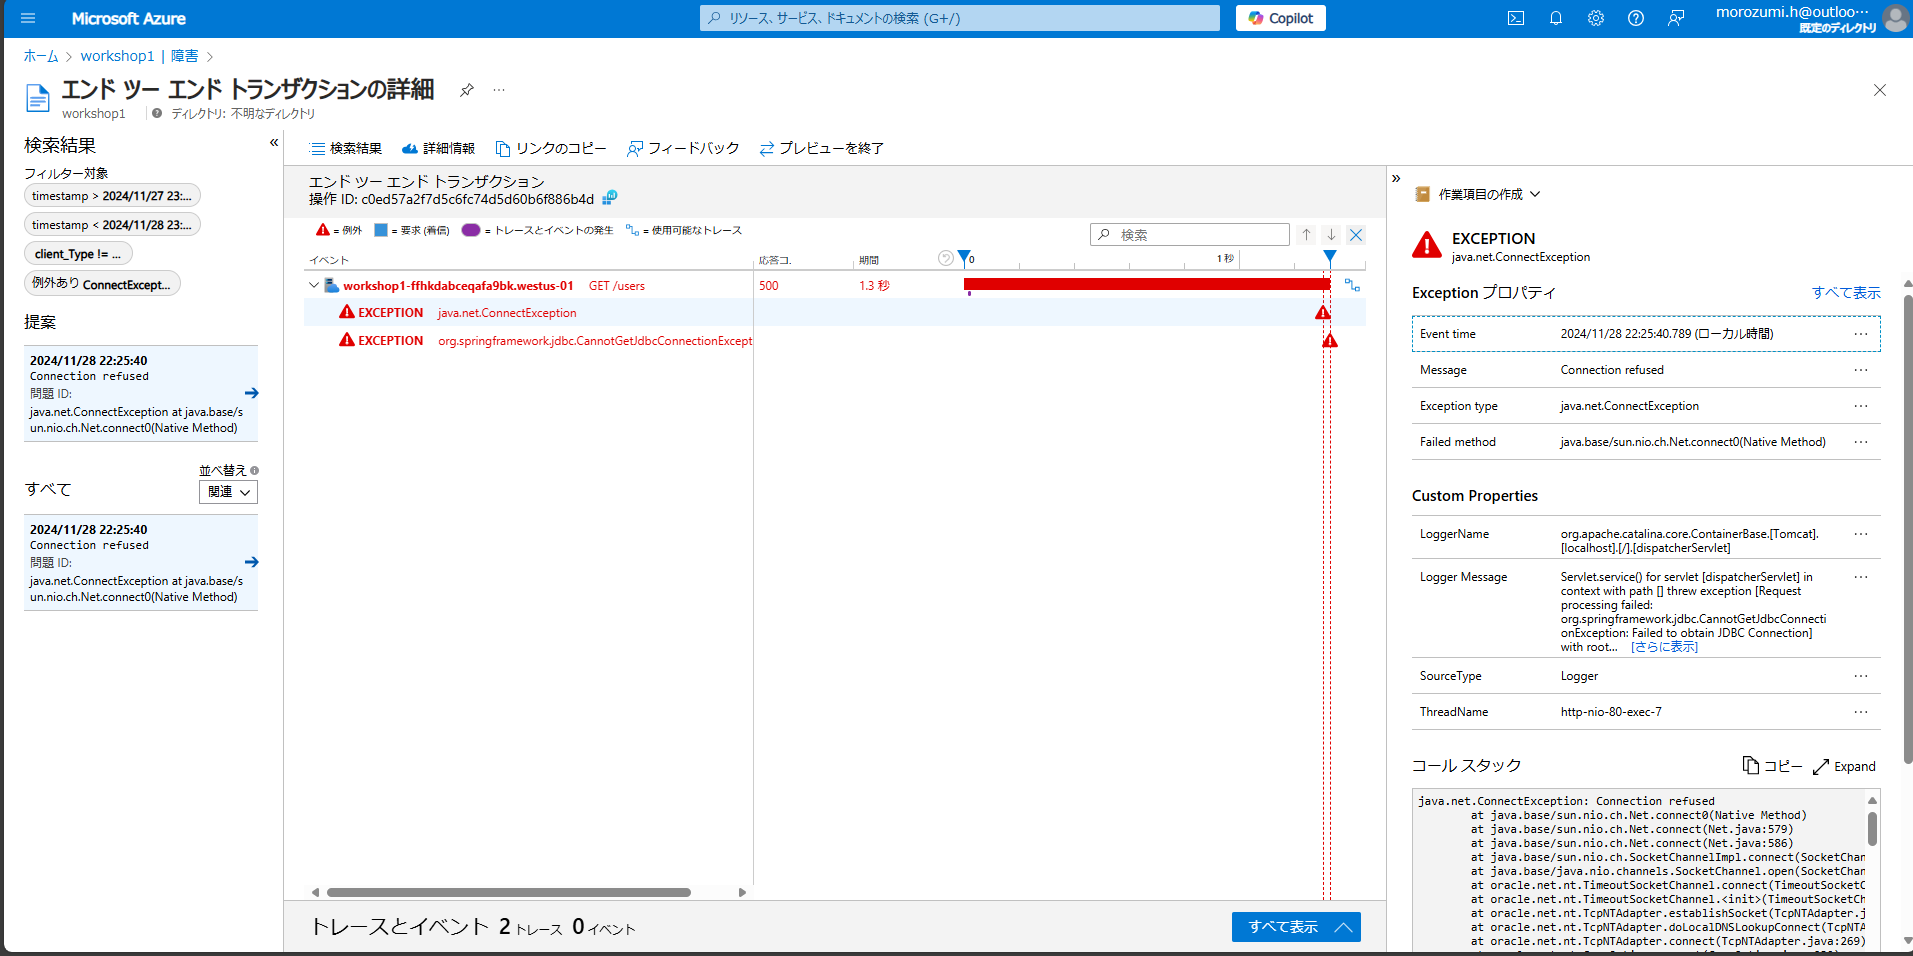 Microsoft Azure
リソース、サービス、ドキュメントの検索 (G+/)
Copilot
morozumi.h@outloo…
既定のディレクトリ
ホーム > workshop1 | 障害 >
エンド ツー エンド トランザクションの詳細
workshop1
ディレクトリ: 不明なディレクトリ
検索結果
フィルター対象
timestamp > 2024/11/27 23:...
timestamp < 2024/11/28 23:...
client_Type != ...
例外あり ConnectExcept...
提案
2024/11/28 22:25:40
Connection refused
問題 ID:
java.net.ConnectException at java.base/s
un.nio.ch.Net.connect0(Native Method)
並べ替え
すべて
関連
2024/11/28 22:25:40
Connection refused
問題 ID:
java.net.ConnectException at java.base/s
un.nio.ch.Net.connect0(Native Method)
検索結果
詳細情報
リンクのコピー
フィードバック
プレビューを終了
エンド ツー エンド トランザクション
操作 ID: c0ed57a2f7d5c6fc74d5d60b6f886b4d
= 例外
= 要求 (着信)
= トレースとイベントの発生
= 使用可能なトレース
検索
イベント
応答コ.
期間
0
1 秒
workshop1-ffhkdabceqafa9bk.westus-01 GET /users
500
1.3 秒
EXCEPTION java.net.ConnectException
EXCEPTION org.springframework.jdbc.CannotGetJdbcConnectionExcept
トレースとイベント 2 トレース 0 イベント
すべて表示
作業項目の作成
EXCEPTION
java.net.ConnectException
Exception プロパティ
すべて表示
Event time 2024/11/28 22:25:40.789 (ローカル時間) ...
Message Connection refused ...
Exception type java.net.ConnectException ...
Failed method java.base/sun.nio.ch.Net.connect0(Native Method) ...
Custom Properties
LoggerName org.apache.catalina.core.ContainerBase.[Tomcat]. ...
[localhost].[/].[dispatcherServlet]
Logger Message Servlet.service() for servlet [dispatcherServlet] in ...
context with path [] threw exception [Request
processing failed:
org.springframework.jdbc.CannotGetJdbcConnecti
onException: Failed to obtain JDBC Connection]
with root... [さらに表示]
SourceType Logger ...
ThreadName http-nio-80-exec-7 ...
コール スタック
コピー
Expand
java.net.ConnectException: Connection refused
at java.base/sun.nio.ch.Net.connect0(Native Method)
at java.base/sun.nio.ch.Net.connect(Net.java:579)
at java.base/sun.nio.ch.Net.connect(Net.java:586)
at java.base/sun.nio.ch.SocketChannelImpl.connect(SocketChan
at java.base/java.nio.channels.SocketChannel.open(SocketChan
at oracle.net.nt.TimeoutSocketChannel.connect(TimeoutSocketC
at oracle.net.nt.TimeoutSocketChannel.<init>(TimeoutSocketCh
at oracle.net.nt.TcpNTAdapter.establishSocket(TcpNTAdapter.j
at oracle.net.nt.TcpNTAdapter.doLocalDNSLookupConnect(TcpNTA
at oracle.net.nt.TcpNTAdapter.connect(TcpNTAdapter.java:269)